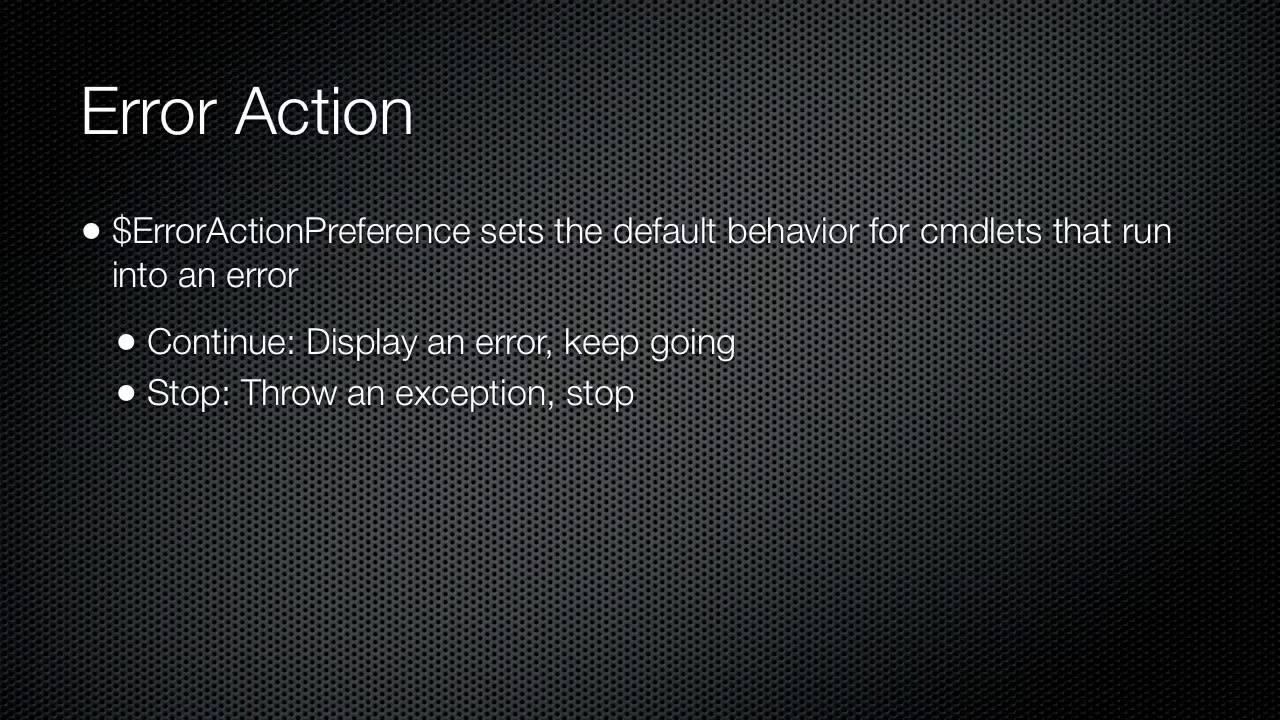 Error Action
• $ErrorActionPreference sets the default behavior for cmdlets that run
into an error
• Continue: Display an error, keep going
• Stop: Throw an exception, stop